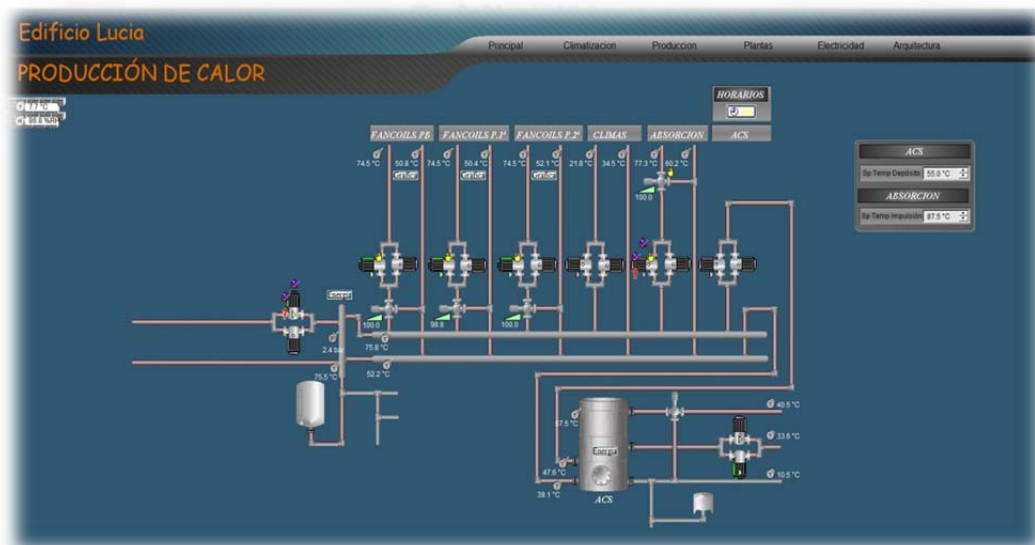 Edificio Lucia
Principal Climatizacion Produccion Plantas Electricidad Arquitectura
PRODUCCIÓN DE CALOR
HORARIOS
FANCOILS PB FANCOILS P.1ª FANCOILS P.2ª CLIMAS ABSORCION ACS
74.5 °C 50.8 °C 74.5 °C 50.4 °C 74.5 °C 52.1 °C 21.8 °C 34.5 °C 77.3 °C 60.2 °C
Grafica Grafica Grafica
ACS
Sp Temp Depósito 55.0 °C
ABSORCION
Sp Temp Impulsión 87.5 °C
100.0
Energia
100.0 98.8 100.0
2.4 bar 75.8 °C
75.5 °C 52.2 °C
57.5 °C 40.5 °C
33.6 °C
Energia
47.6 °C 10.5 °C
39.1 °C
ACS